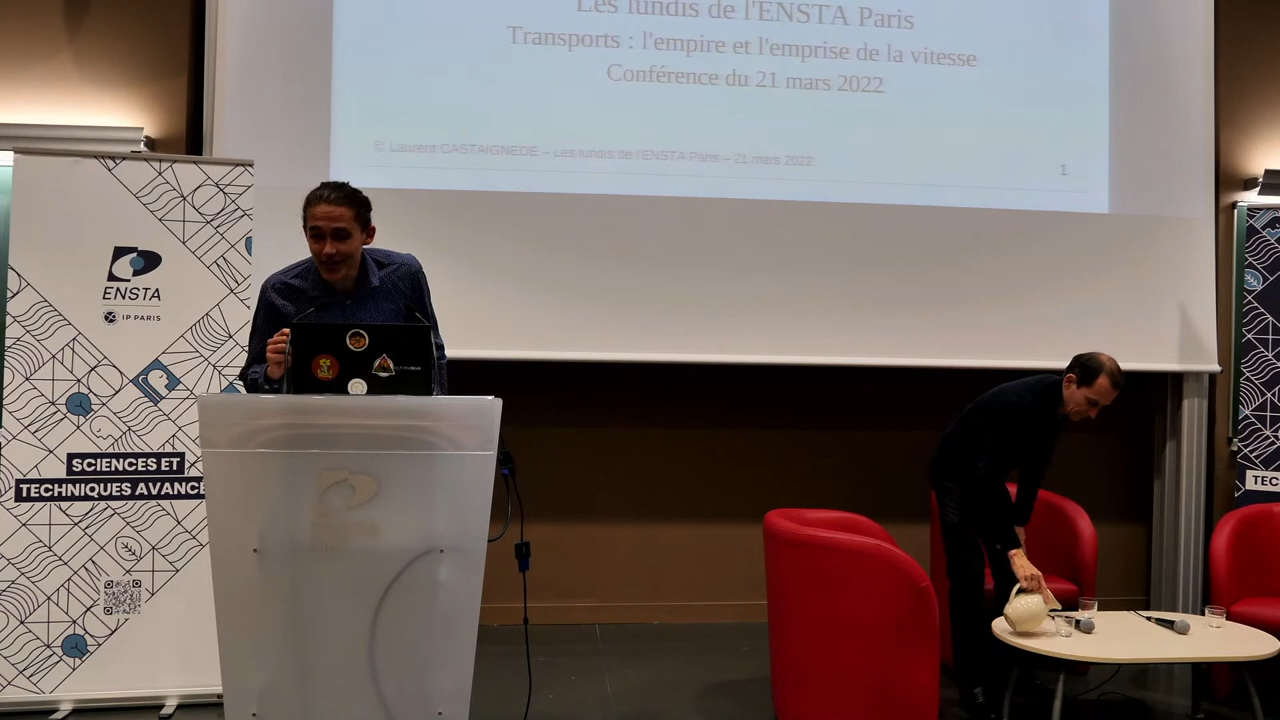 Les lundis de l'ENSTA Paris
Transports : l'empire et l'emprise de la vitesse
Conférence du 21 mars 2022
© Laurent CASTAIGNEDE – Les lundis de l'ENSTA Paris – 21 mars 2022
1
ENSTA
IP PARIS
SCIENCES ET
TECHNIQUES AVANCÉ
TEC